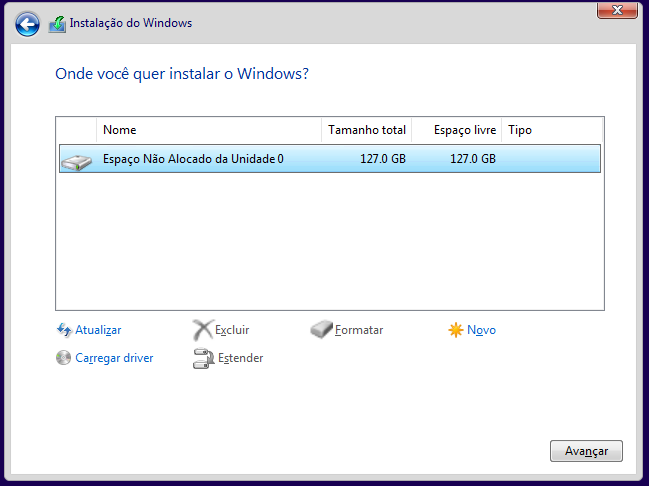 Instalação do Windows
Onde você quer instalar o Windows?
Nome Tamanho total Espaço livre Tipo
Espaço Não Alocado da Unidade 0 127.0 GB 127.0 GB
Atualizar Excluir Formatar Novo
Carregar driver Estender
Avançar